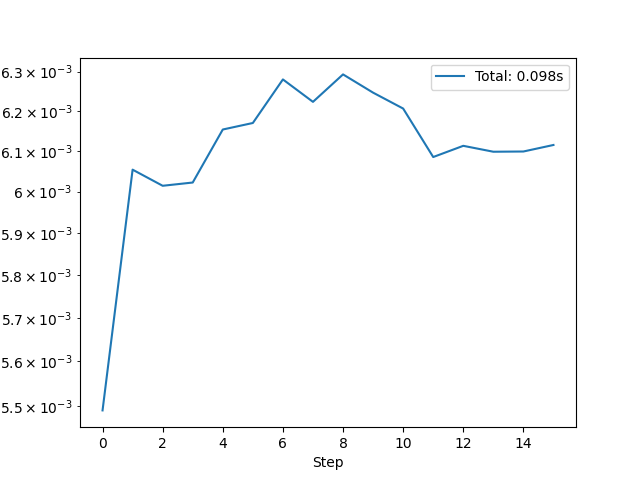 Total: 0.098s
6.3 × 10⁻³
6.2 × 10⁻³
6.1 × 10⁻³
6 × 10⁻³
5.9 × 10⁻³
5.8 × 10⁻³
5.7 × 10⁻³
5.6 × 10⁻³
5.5 × 10⁻³
0 2 4 6 8 10 12 14
Step